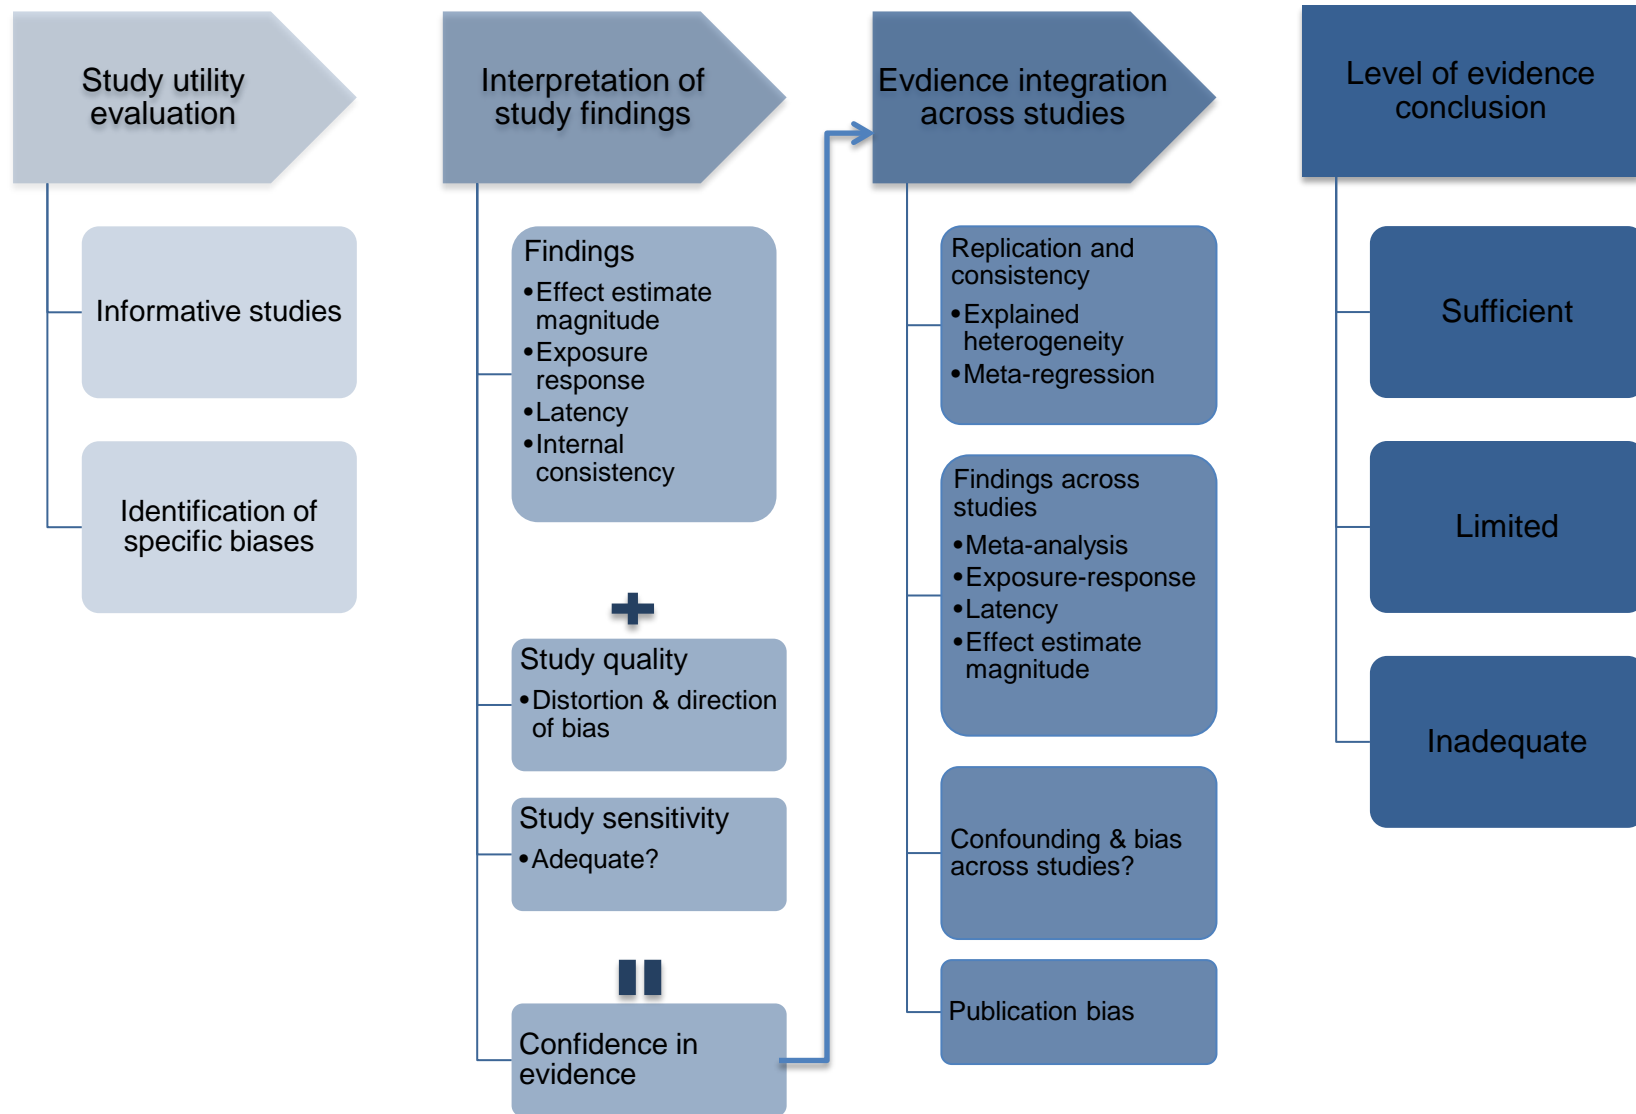 Study utility
evaluation
Informative studies
Identification of
specific biases
Interpretation of
study findings
Findings
•Effect estimate
magnitude
•Exposure
response
•Latency
•Internal
consistency
+
Study quality
•Distortion & direction
of bias
Study sensitivity
•Adequate?
Confidence in
evidence
Evdience integration
across studies
Replication and
consistency
•Explained
heterogeneity
•Meta-regression
Findings across
studies
•Meta-analysis
•Exposure-response
•Latency
•Effect estimate
magnitude
Confounding & bias
across studies?
Publication bias
Level of evidence
conclusion
Sufficient
Limited
Inadequate